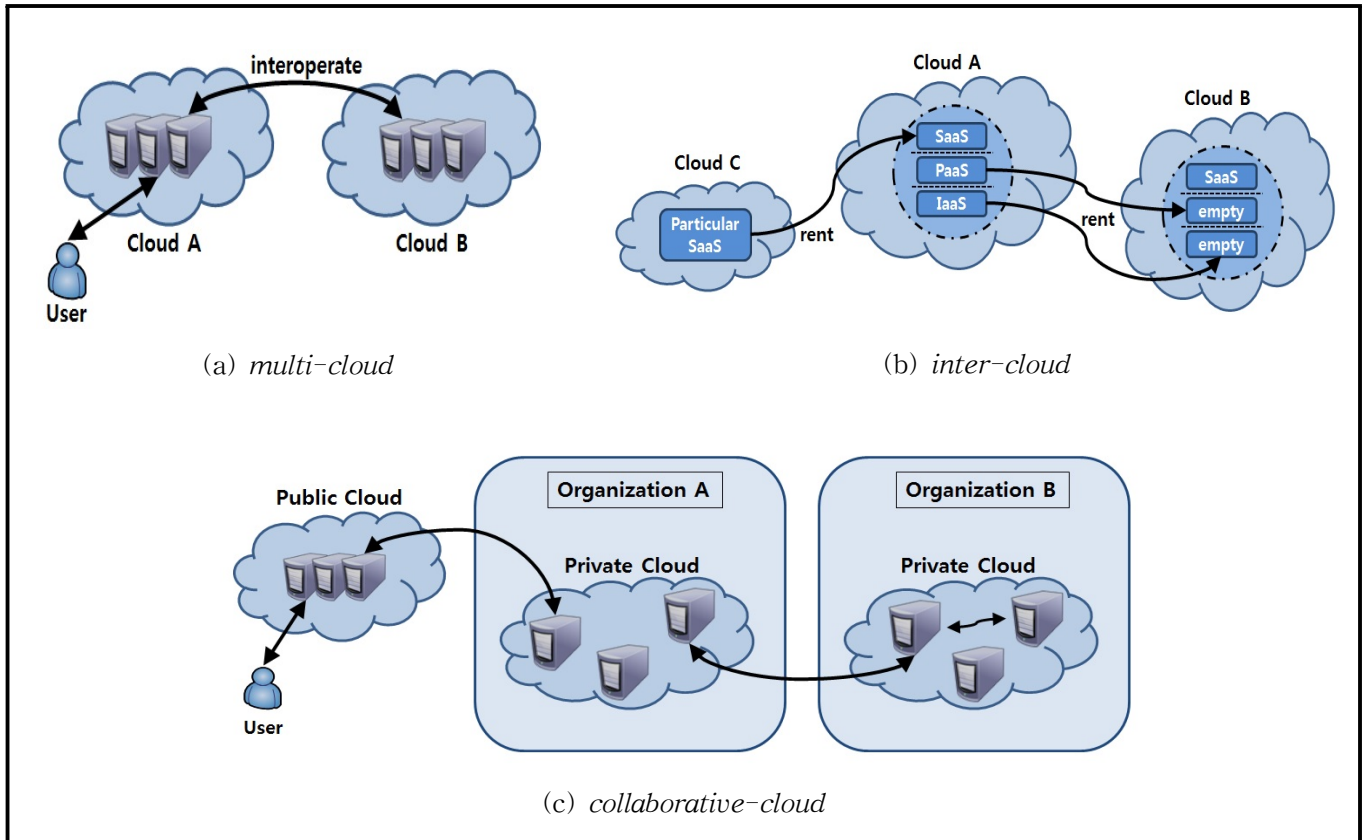 interoperate
Cloud A
Cloud B
User
(a) multi-cloud
Cloud A
SaaS
PaaS
IaaS
Cloud B
SaaS
empty
empty
Cloud C
Particular
SaaS
rent
rent
(b) inter-cloud
Public Cloud
User
Organization A
Private Cloud
Organization B
Private Cloud
(c) collaborative-cloud